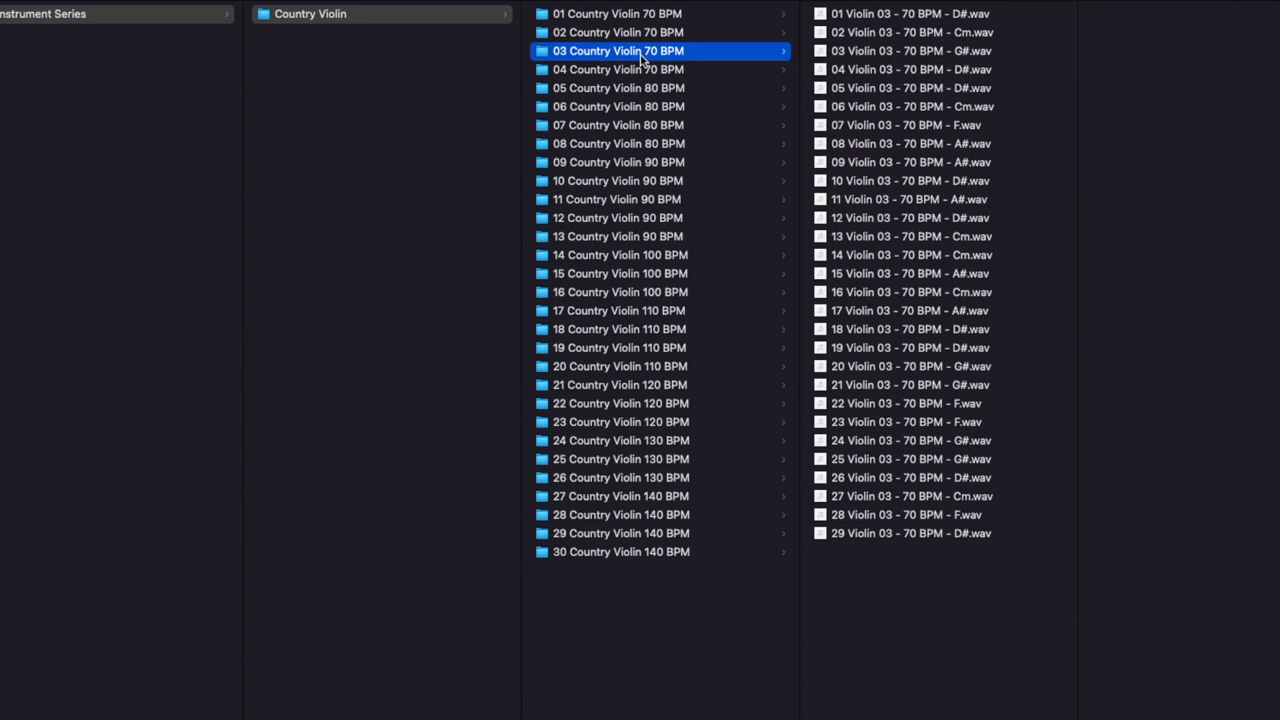 nstrument Series
Country Violin
01 Country Violin 70 BPM
02 Country Violin 70 BPM
03 Country Violin 70 BPM
04 Country Violin 70 BPM
05 Country Violin 80 BPM
06 Country Violin 80 BPM
07 Country Violin 80 BPM
08 Country Violin 80 BPM
09 Country Violin 90 BPM
10 Country Violin 90 BPM
11 Country Violin 90 BPM
12 Country Violin 90 BPM
13 Country Violin 90 BPM
14 Country Violin 100 BPM
15 Country Violin 100 BPM
16 Country Violin 100 BPM
17 Country Violin 110 BPM
18 Country Violin 110 BPM
19 Country Violin 110 BPM
20 Country Violin 110 BPM
21 Country Violin 120 BPM
22 Country Violin 120 BPM
23 Country Violin 120 BPM
24 Country Violin 130 BPM
25 Country Violin 130 BPM
26 Country Violin 130 BPM
27 Country Violin 140 BPM
28 Country Violin 140 BPM
29 Country Violin 140 BPM
30 Country Violin 140 BPM
01 Violin 03 - 70 BPM - D#.wav
02 Violin 03 - 70 BPM - Cm.wav
03 Violin 03 - 70 BPM - G#.wav
04 Violin 03 - 70 BPM - D#.wav
05 Violin 03 - 70 BPM - D#.wav
06 Violin 03 - 70 BPM - Cm.wav
07 Violin 03 - 70 BPM - F.wav
08 Violin 03 - 70 BPM - A#.wav
09 Violin 03 - 70 BPM - A#.wav
10 Violin 03 - 70 BPM - D#.wav
11 Violin 03 - 70 BPM - A#.wav
12 Violin 03 - 70 BPM - D#.wav
13 Violin 03 - 70 BPM - Cm.wav
14 Violin 03 - 70 BPM - Cm.wav
15 Violin 03 - 70 BPM - A#.wav
16 Violin 03 - 70 BPM - Cm.wav
17 Violin 03 - 70 BPM - A#.wav
18 Violin 03 - 70 BPM - D#.wav
19 Violin 03 - 70 BPM - D#.wav
20 Violin 03 - 70 BPM - G#.wav
21 Violin 03 - 70 BPM - G#.wav
22 Violin 03 - 70 BPM - F.wav
23 Violin 03 - 70 BPM - F.wav
24 Violin 03 - 70 BPM - G#.wav
25 Violin 03 - 70 BPM - G#.wav
26 Violin 03 - 70 BPM - D#.wav
27 Violin 03 - 70 BPM - Cm.wav
28 Violin 03 - 70 BPM - F.wav
29 Violin 03 - 70 BPM - D#.wav